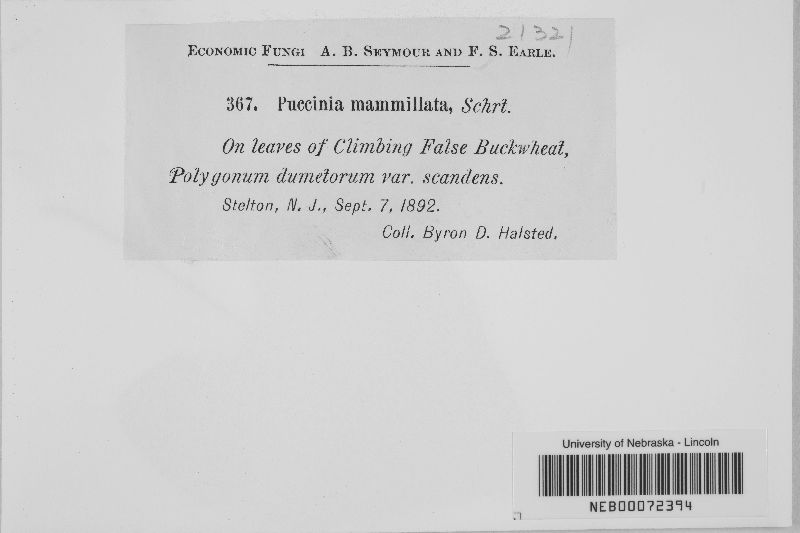 21321
Economic Fungi A. B. Seymour and F. S. Earle.
367. Puccinia mammillata, Schrt.
On leaves of Climbing False Buckwheat,
Polygonum dumetorum var. scandens.
Stelton, N. J., Sept. 7, 1892.
Coll. Byron D. Halsted.
University of Nebraska - Lincoln
NEB00072394